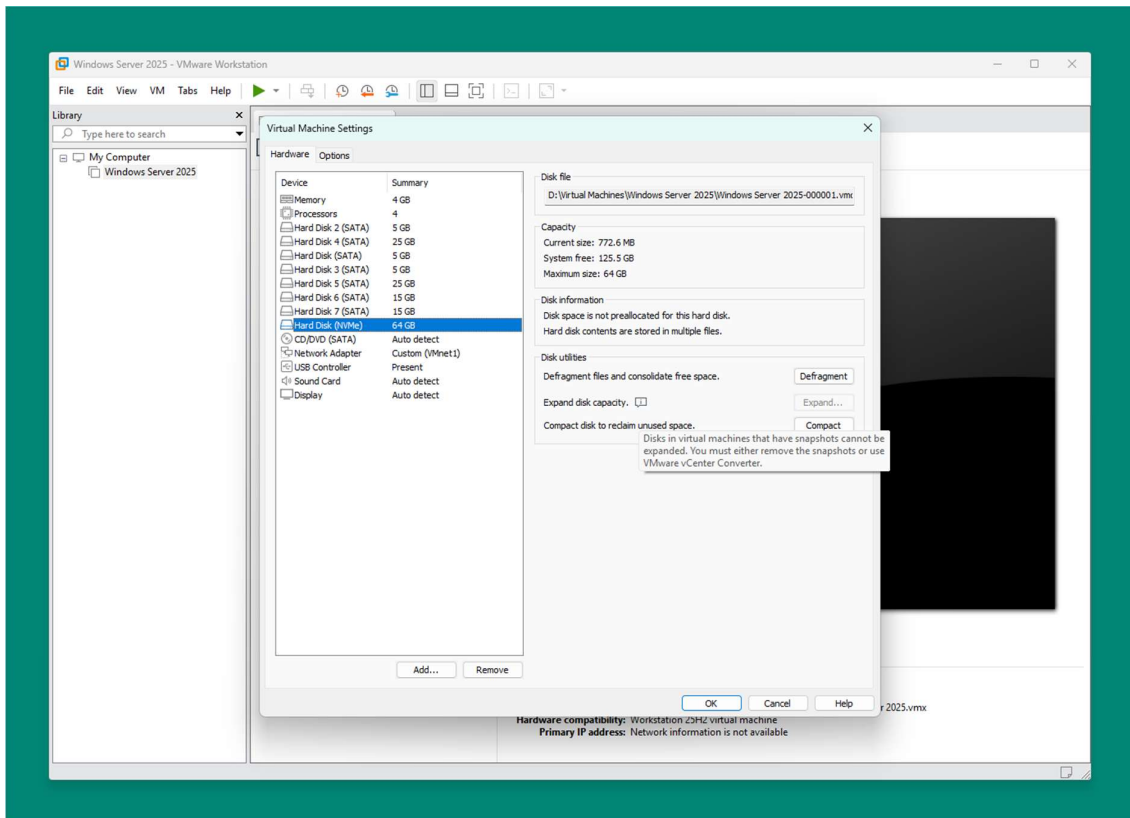 Windows Server 2025 - VMware Workstation
File Edit View VM Tabs Help
Library
Type here to search
My Computer
Windows Server 2025
Virtual Machine Settings
Hardware Options
Device Summary
Memory 4 GB
Processors 4
Hard Disk 2 (SATA) 5 GB
Hard Disk 4 (SATA) 25 GB
Hard Disk (SATA) 5 GB
Hard Disk 3 (SATA) 5 GB
Hard Disk 5 (SATA) 25 GB
Hard Disk 6 (SATA) 15 GB
Hard Disk 7 (SATA) 15 GB
Hard Disk (NVMe) 64 GB
CD/DVD (SATA) Auto detect
Network Adapter Custom (VMnet1)
USB Controller Present
Sound Card Auto detect
Display Auto detect
Add... Remove
Disk file
D:\Virtual Machines\Windows Server 2025\Windows Server 2025-000001.vmc
Capacity
Current size: 772.6 MB
System free: 125.5 GB
Maximum size: 64 GB
Disk information
Disk space is not preallocated for this hard disk.
Hard disk contents are stored in multiple files.
Disk utilities
Defragment files and consolidate free space. Defragment
Expand disk capacity. Expand...
Compact disk to reclaim unused space. Compact
Disks in virtual machines that have snapshots cannot be
expanded. You must either remove the snapshots or use
VMware vCenter Converter.
OK Cancel Help
r 2025.vmx
Hardware compatibility: Workstation 25H2 virtual machine
Primary IP address: Network information is not available